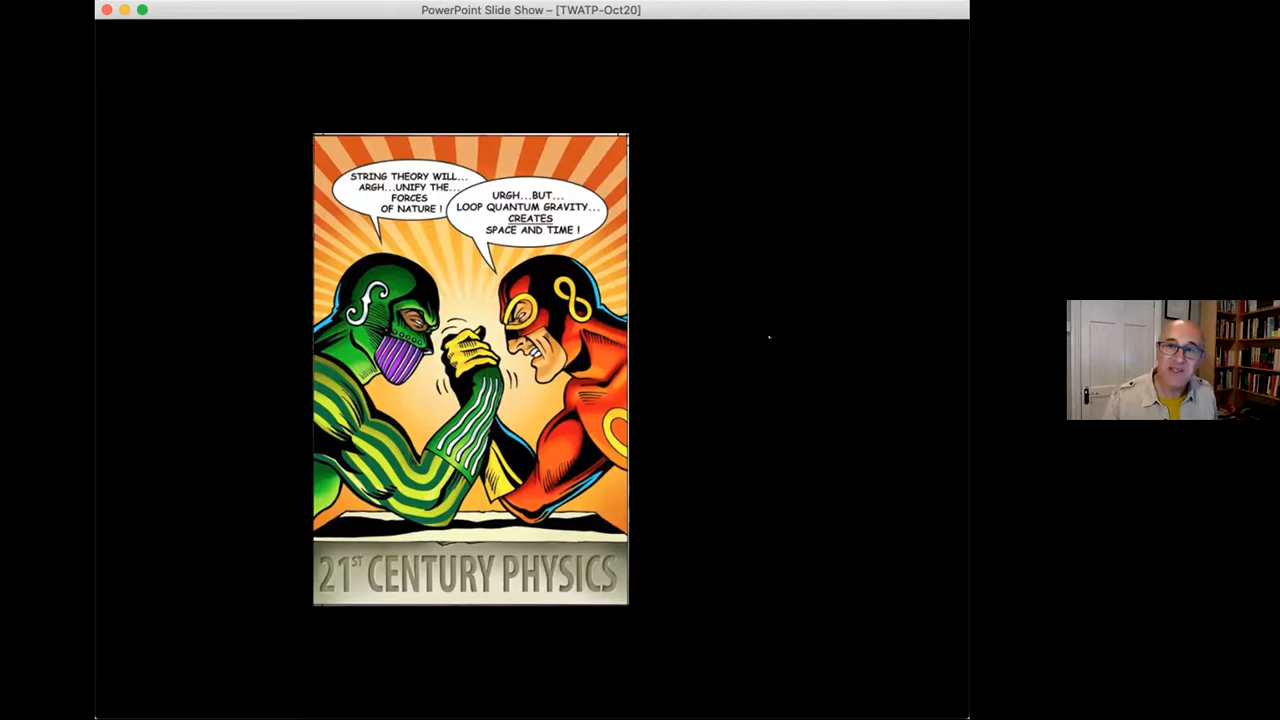 PowerPoint Slide Show – [TWATP-Oct20]
STRING THEORY WILL...
ARGH...UNIFY THE...
FORCES
OF NATURE !
URGH...BUT...
LOOP QUANTUM GRAVITY...
CREATES
SPACE AND TIME !
21ST CENTURY PHYSICS